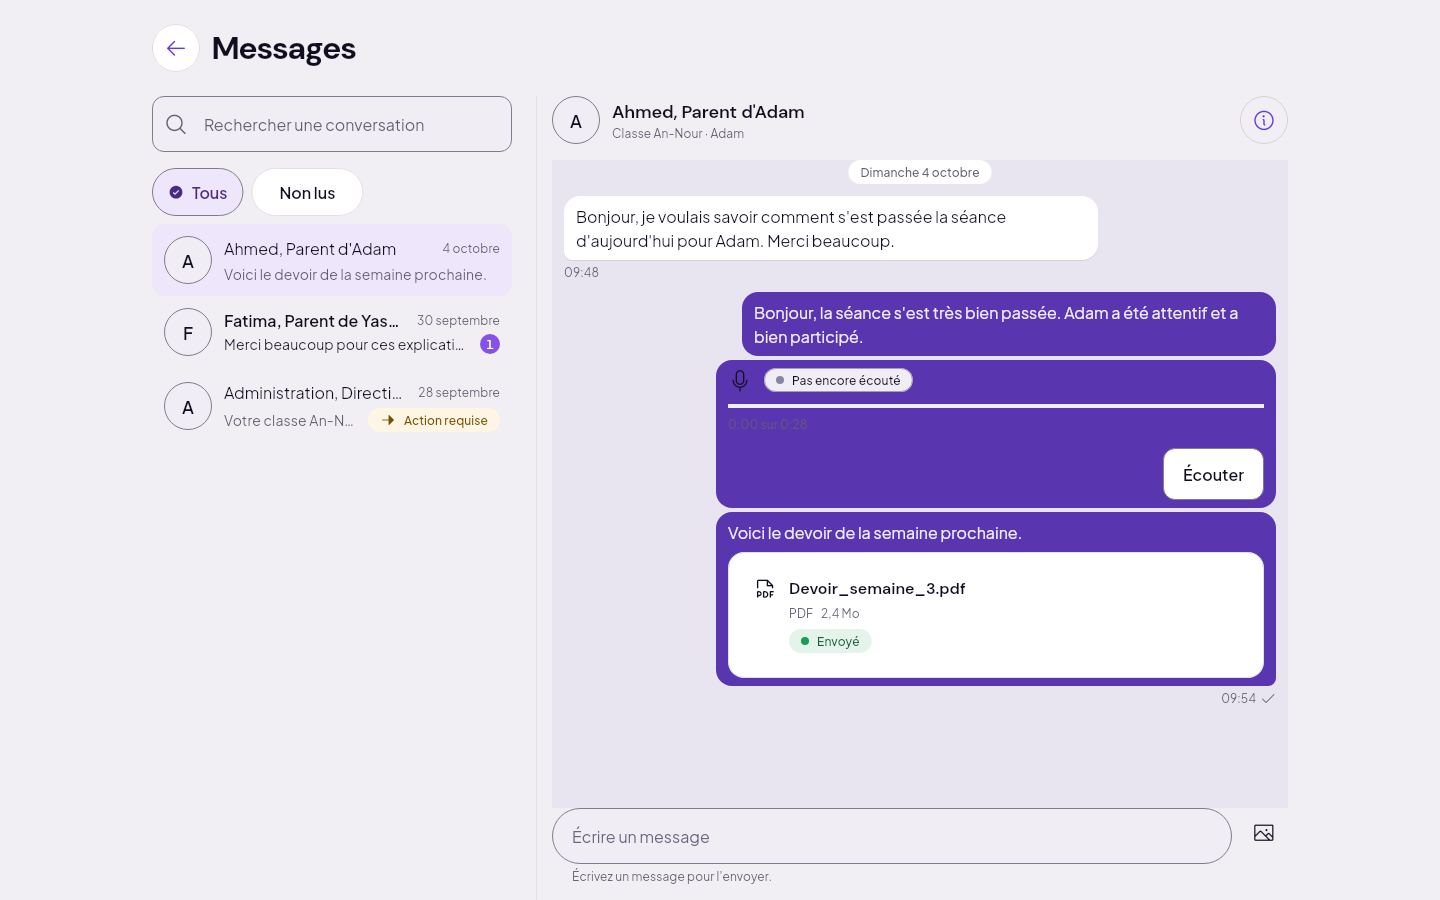 Messages
Rechercher une conversation
Tous
Non lus
A
Ahmed, Parent d'Adam
4 octobre
Voici le devoir de la semaine prochaine.
F
Fatima, Parent de Yas...
30 septembre
Merci beaucoup pour ces explicati...
1
A
Administration, Directi...
28 septembre
Votre classe An-N...
Action requise
A
Ahmed, Parent d'Adam
Classe An-Nour · Adam
Dimanche 4 octobre
Bonjour, je voulais savoir comment s'est passée la séance
d'aujourd'hui pour Adam. Merci beaucoup.
09:48
Bonjour, la séance s'est très bien passée. Adam a été attentif et a
bien participé.
Pas encore écouté
0:00 sur 0:28
Écouter
Voici le devoir de la semaine prochaine.
PDF
Devoir_semaine_3.pdf
PDF 2,4 Mo
Envoyé
09:54
Écrire un message
Écrivez un message pour l'envoyer.